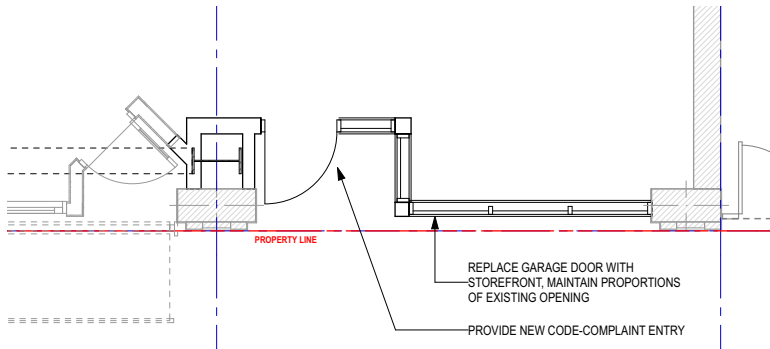 PROPERTY LINE
REPLACE GARAGE DOOR WITH
STOREFRONT, MAINTAIN PROPORTIONS
OF EXISTING OPENING
PROVIDE NEW CODE-COMPLAINT ENTRY